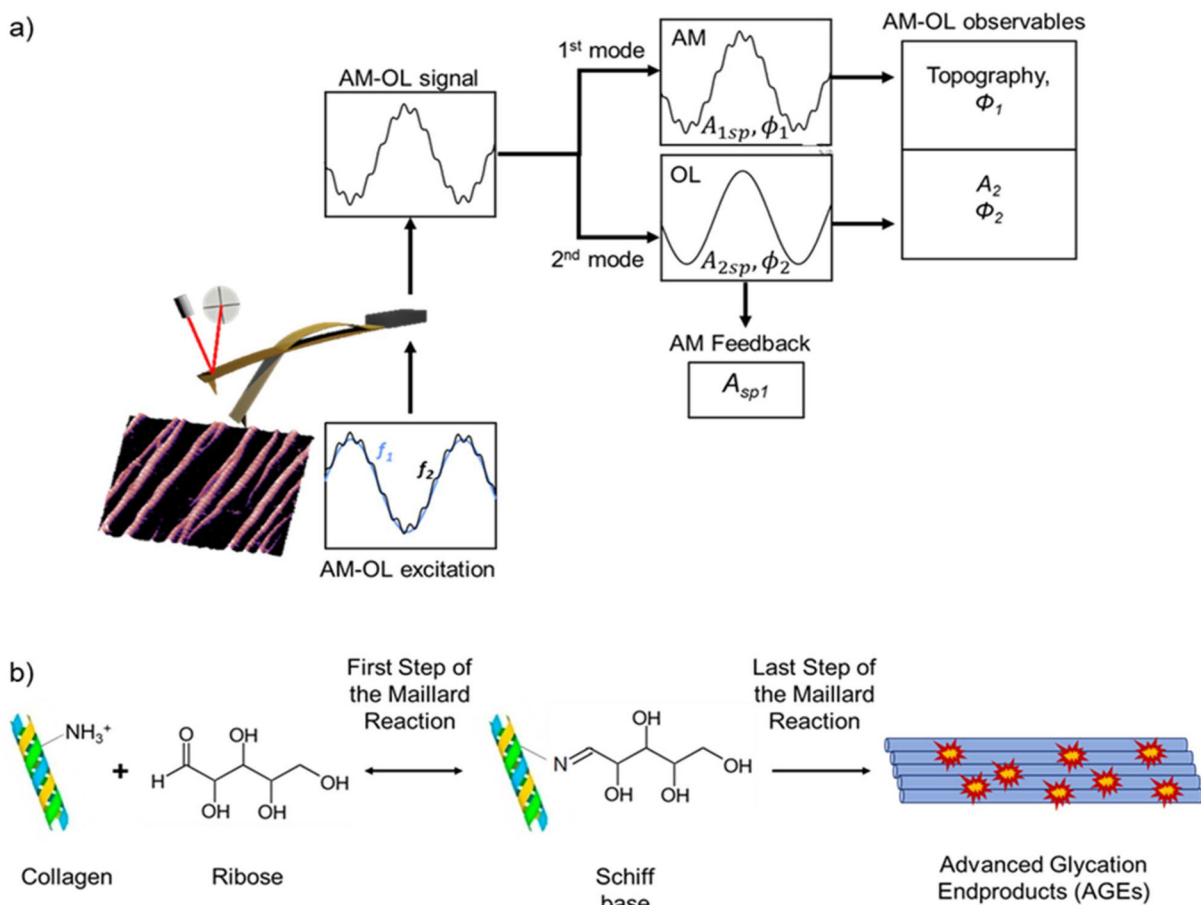 a)
AM-OL signal
1st mode
2nd mode
AM
A1sp, ϕ1
OL
A2sp, ϕ2
AM-OL observables
Topography,
Φ1
A2
Φ2
AM Feedback
Asp1
f1
f2
AM-OL excitation
b)
NH3+
+
O
H
OH
OH
OH
OH
First Step of
the Maillard
Reaction
N
OH
OH
OH
OH
Last Step of
the Maillard
Reaction
Collagen
Ribose
Schiff
base
Advanced Glycation
Endproducts (AGEs)